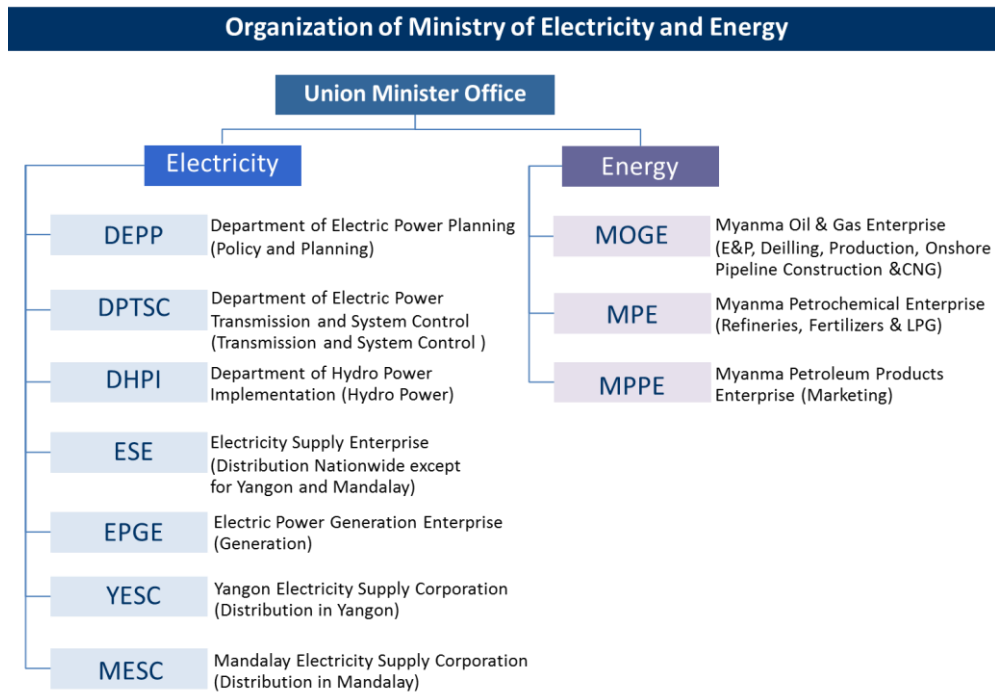 Organization of Ministry of Electricity and Energy
Union Minister Office
Electricity
DEPP
Department of Electric Power Planning
(Policy and Planning)
DPTSC
Department of Electric Power
Transmission and System Control
(Transmission and System Control )
DHPI
Department of Hydro Power
Implementation (Hydro Power)
ESE
Electricity Supply Enterprise
(Distribution Nationwide except
for Yangon and Mandalay)
EPGE
Electric Power Generation Enterprise
(Generation)
YESC
Yangon Electricity Supply Corporation
(Distribution in Yangon)
MESC
Mandalay Electricity Supply Corporation
(Distribution in Mandalay)
Energy
MOGE
Myanma Oil & Gas Enterprise
(E&P, Deilling, Production, Onshore
Pipeline Construction &CNG)
MPE
Myanma Petrochemical Enterprise
(Refineries, Fertilizers & LPG)
MPPE
Myanma Petroleum Products
Enterprise (Marketing)